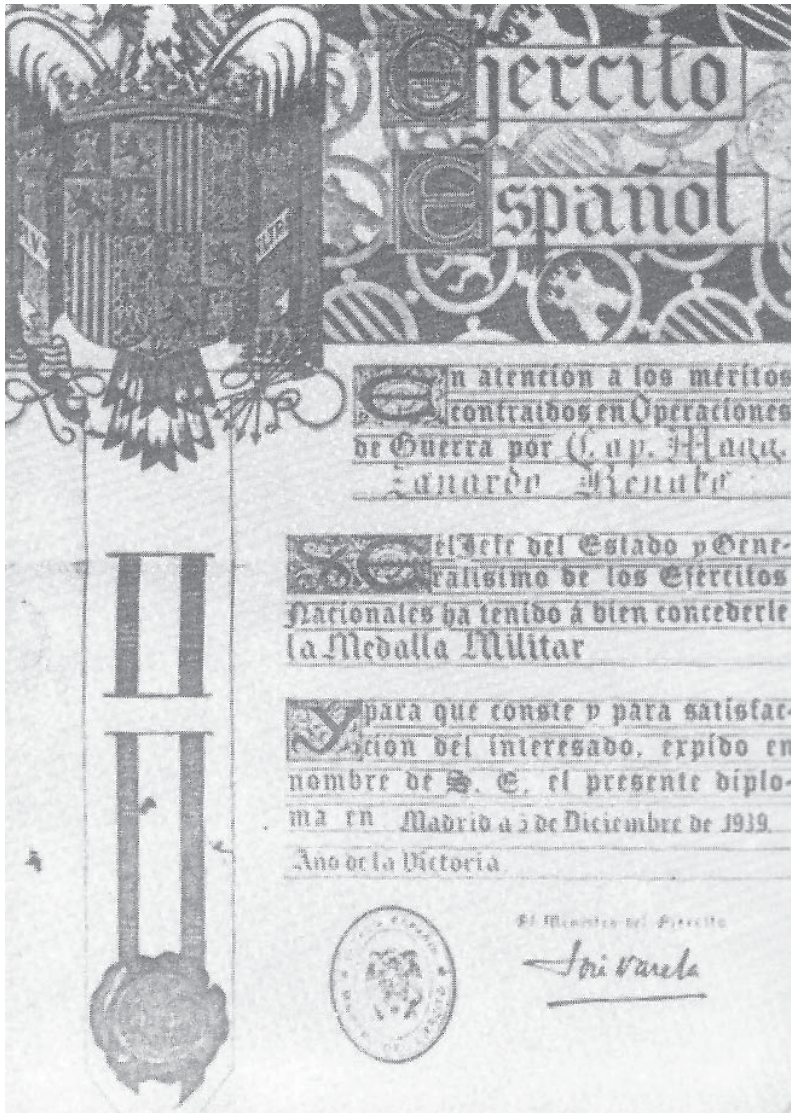 Ejercito
Español
En atención a los méritos
contraidos en Operaciones
de Guerra por Cap. Magg.
Zanardo Renato
S. E. el Jefe del Estado y Gene-
ralisimo de los Ejércitos
Nacionales ha tenido á bien concederle
la Medalla Militar
Y para que conste y para satisfac-
ción del interesado, expido en
nombre de S. E. el presente diplo-
ma en Madrid a 5 de Diciembre de 1939.
Año de la Victoria
El Ministro del Ejército
José Varela